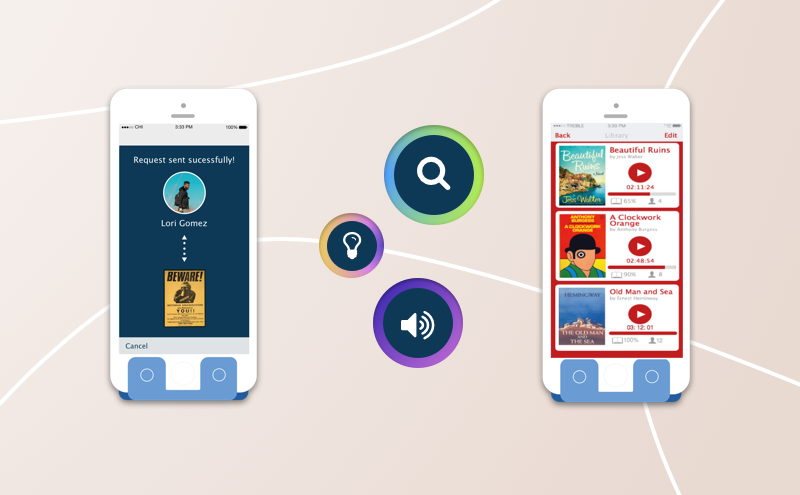 CHI 3:33 PM 100%
Request sent sucessfully!
Lori Gomez
BEWARE!
YOU!!
Cancel
TREBLE 3:33 PM
Back Library Edit
Beautiful Ruins
Jess Walter
Beautiful Ruins
by Jess Walter
02:11:24
65% 4
ANTHONY BURGESS
A CLOCKWORK ORANGE
A Clockwork
Orange
by Anthony Burgess
02:48:54
90% 8
HEMINGWAY
THE OLD MAN
AND
THE SEA
Old Man and Sea
by Ernest Hemingway
03:12:01
100% 12